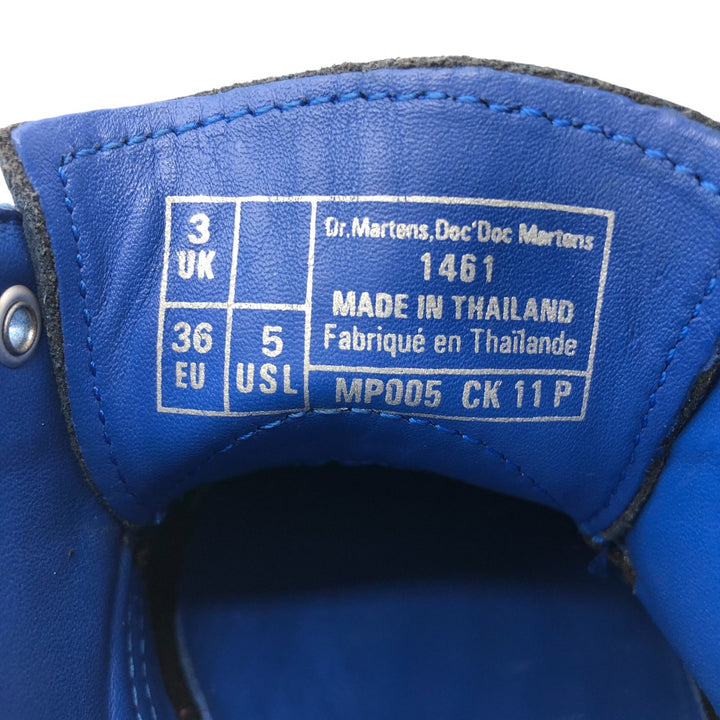 3
UK
36
EU
5
USL
Dr.Martens,Doc'Doc Martens
1461
MADE IN THAILAND
Fabriqué en Thaïlande
MP005 CK 11 P